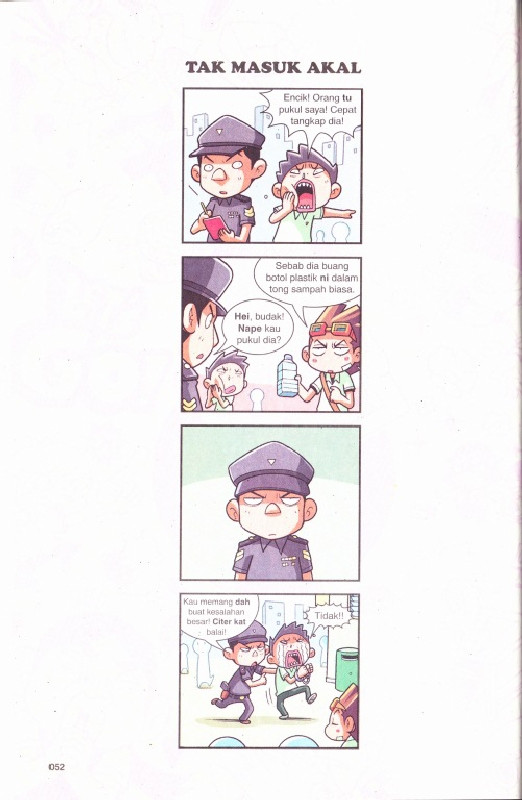 TAK MASUK AKAL
Encik! Orang tu
pukul saya! Cepat
tangkap dia!
Sebab dia buang
botol plastik ni dalam
tong sampah biasa.
Hei, budak!
Nape kau
pukul dia?
Kau memang dah
buat kesalahan
besar! Citer kat
balai!
Tidak!!
052